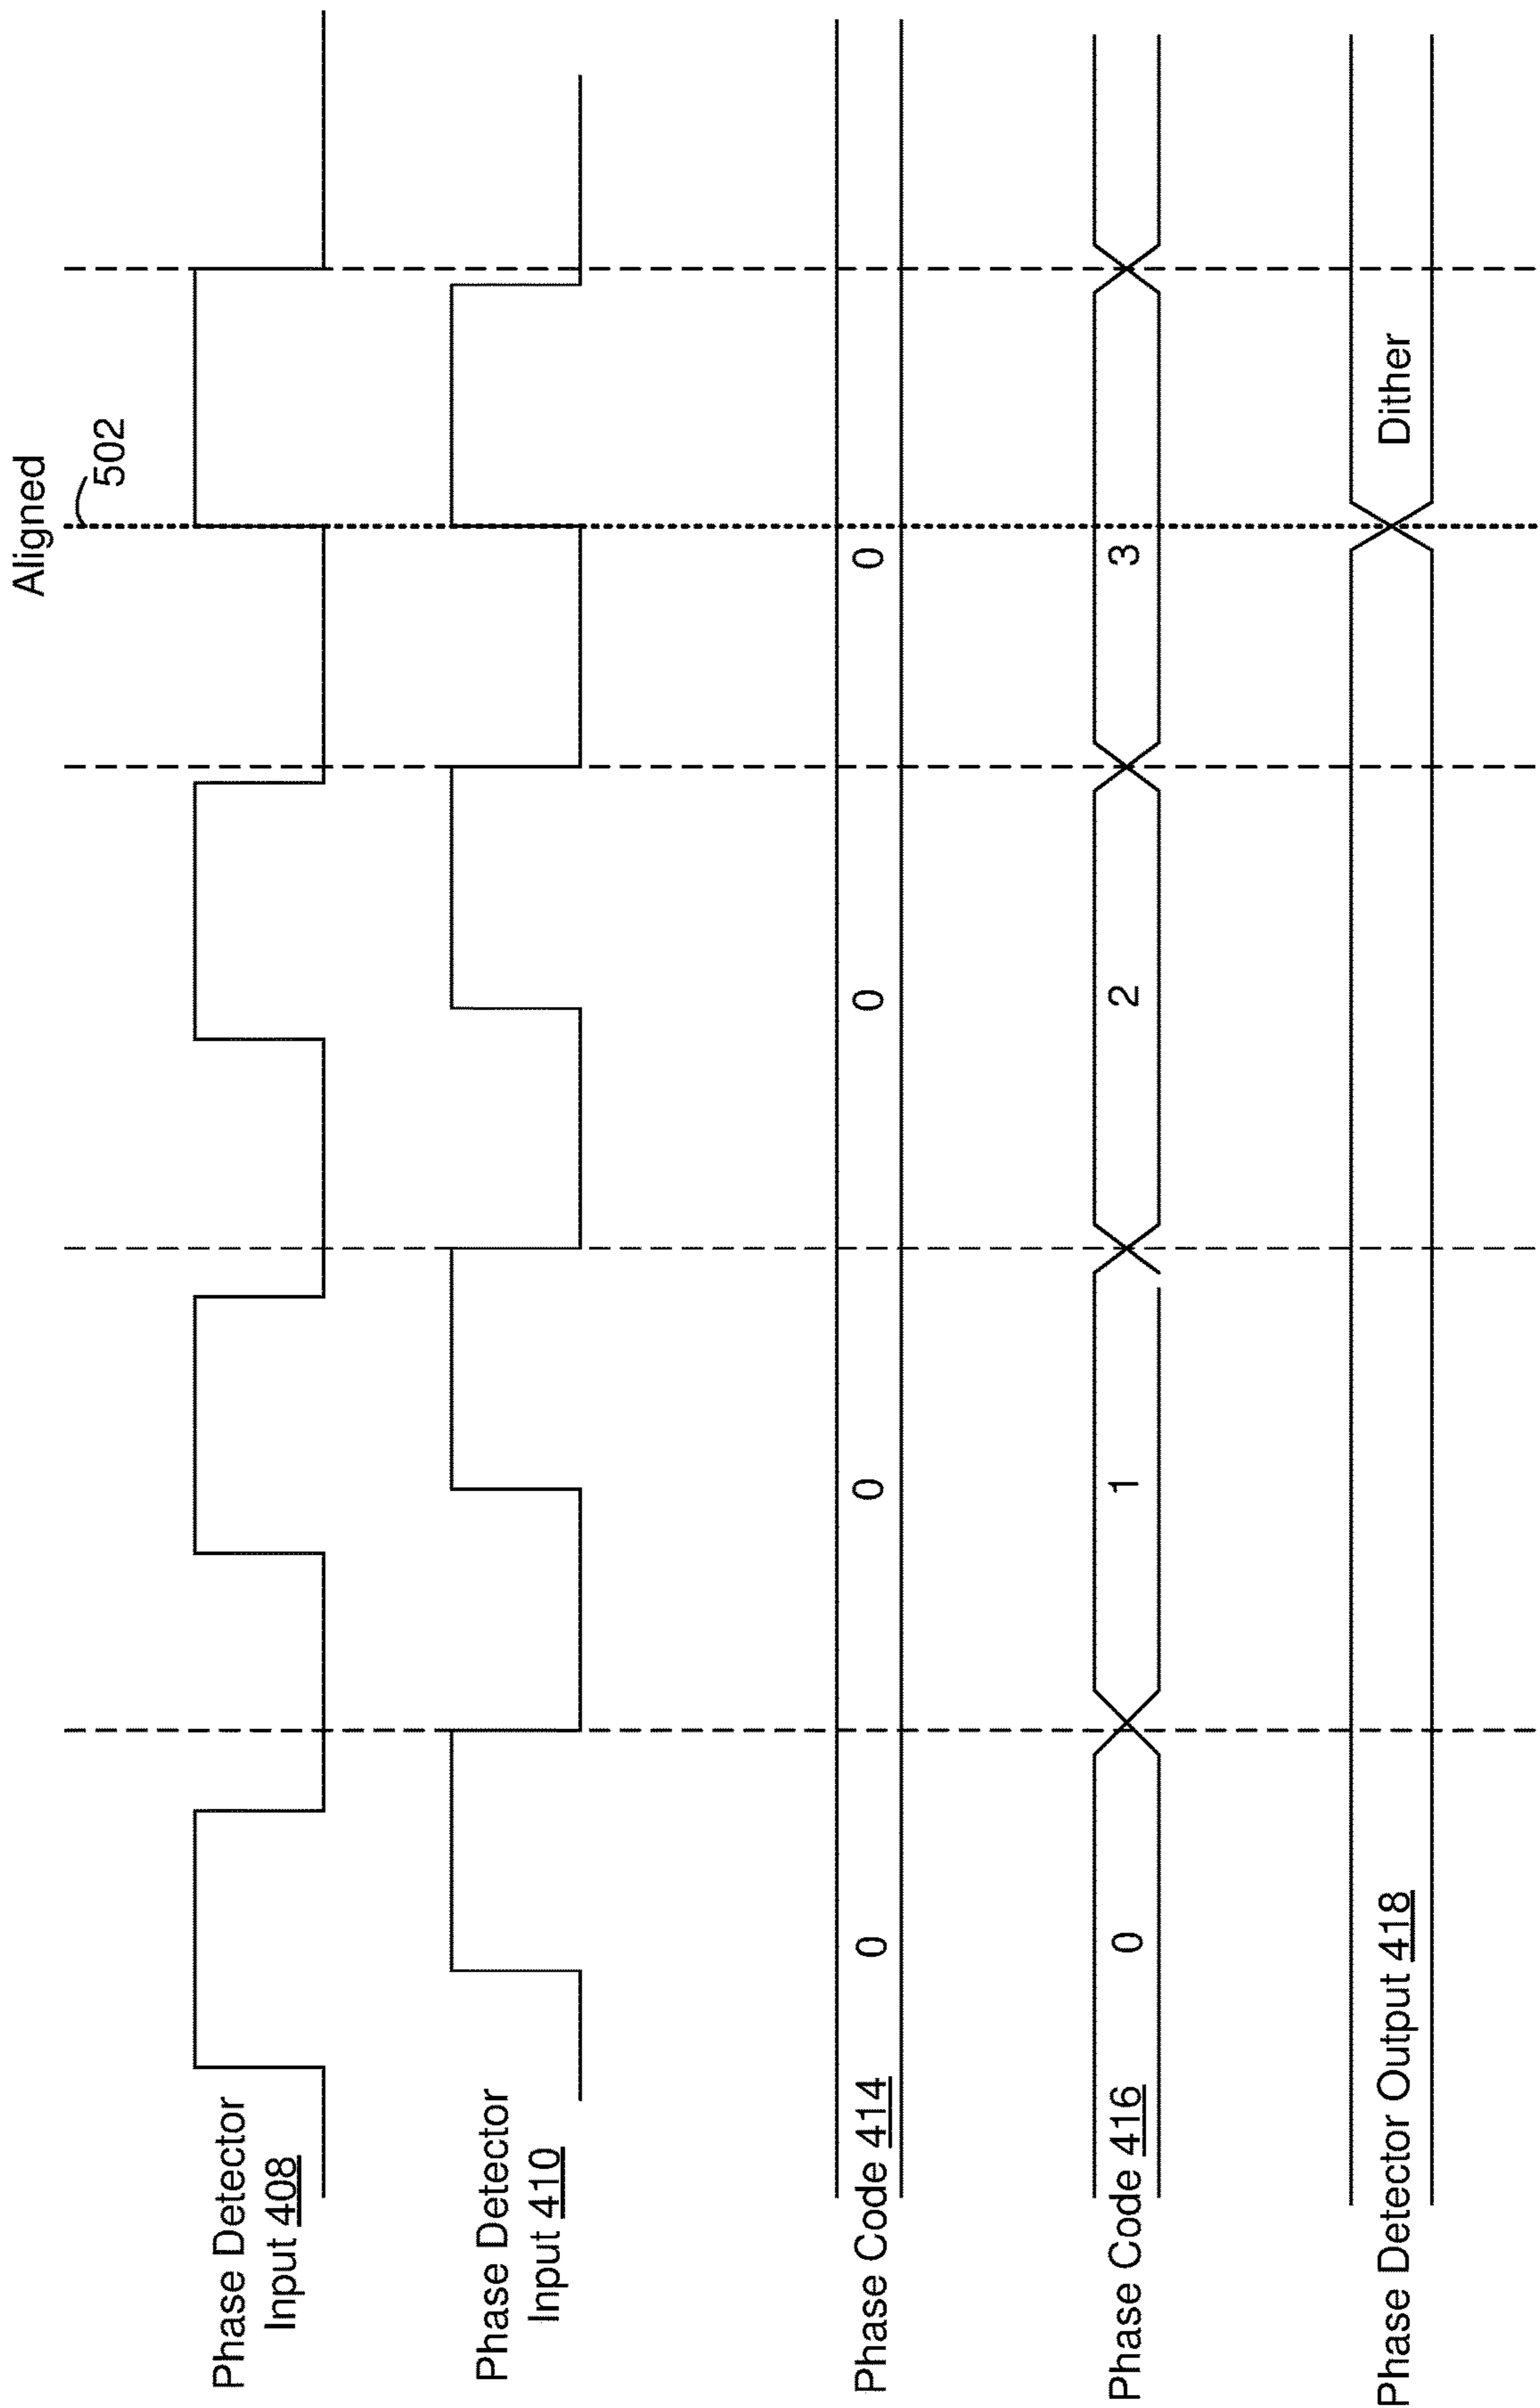 Aligned
502
Phase Detector
Input 408
Phase Detector
Input 410
Phase Code 414
0
0
0
0
Phase Code 416
0
1
2
3
Phase Detector Output 418
Dither